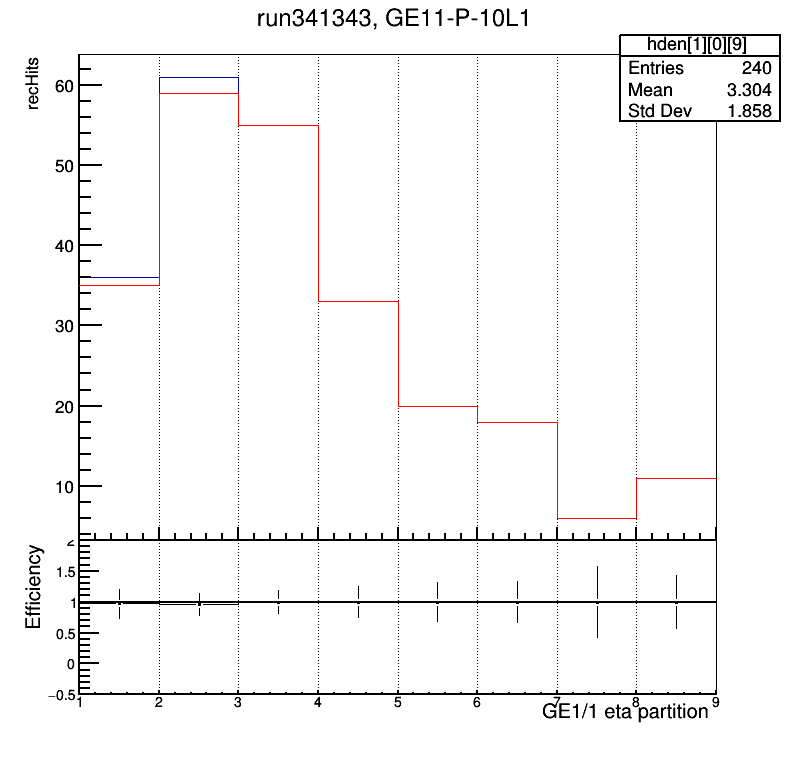 run341343, GE11-P-10L1
hden[1][0][9]
Entries 240
Mean 3.304
Std Dev 1.858
recHits
60
50
40
30
20
10
Efficiency
2
1.5
1
0.5
0
−0.5
1 2 3 4 5 6 7 8 9
GE1/1 eta partition